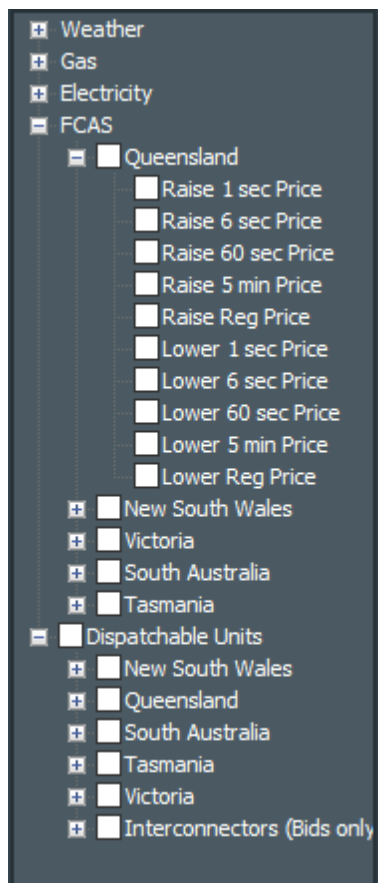 Weather
Gas
Electricity
FCAS
Queensland
Raise 1 sec Price
Raise 6 sec Price
Raise 60 sec Price
Raise 5 min Price
Raise Reg Price
Lower 1 sec Price
Lower 6 sec Price
Lower 60 sec Price
Lower 5 min Price
Lower Reg Price
New South Wales
Victoria
South Australia
Tasmania
Dispatchable Units
New South Wales
Queensland
South Australia
Tasmania
Victoria
Interconnectors (Bids only